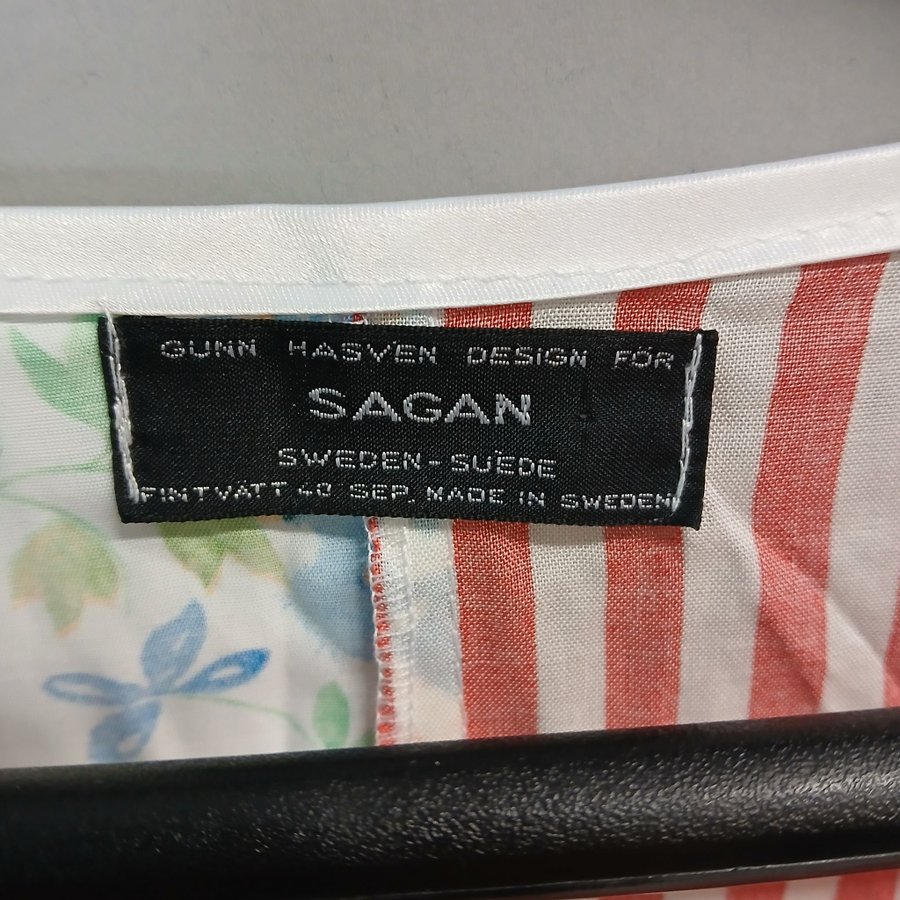 GUNN HASVEN DESIGN FÖR
SAGAN
SWEDEN-SUEDE
FINTVÄTT 40 SEP. MADE IN SWEDEN